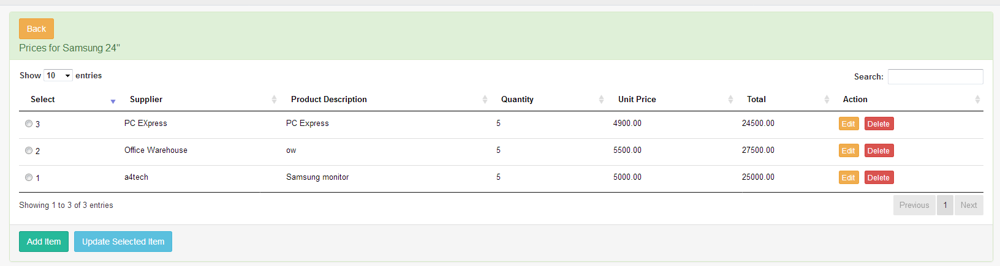 Back
Prices for Samsung 24"
Show 10 entries
Search:
Select Supplier Product Description Quantity Unit Price Total Action
3 PC EXpress PC Express 5 4900.00 24500.00 Edit Delete
2 Office Warehouse ow 5 5500.00 27500.00 Edit Delete
1 a4tech Samsung monitor 5 5000.00 25000.00 Edit Delete
Showing 1 to 3 of 3 entries
Previous 1 Next
Add Item Update Selected Item